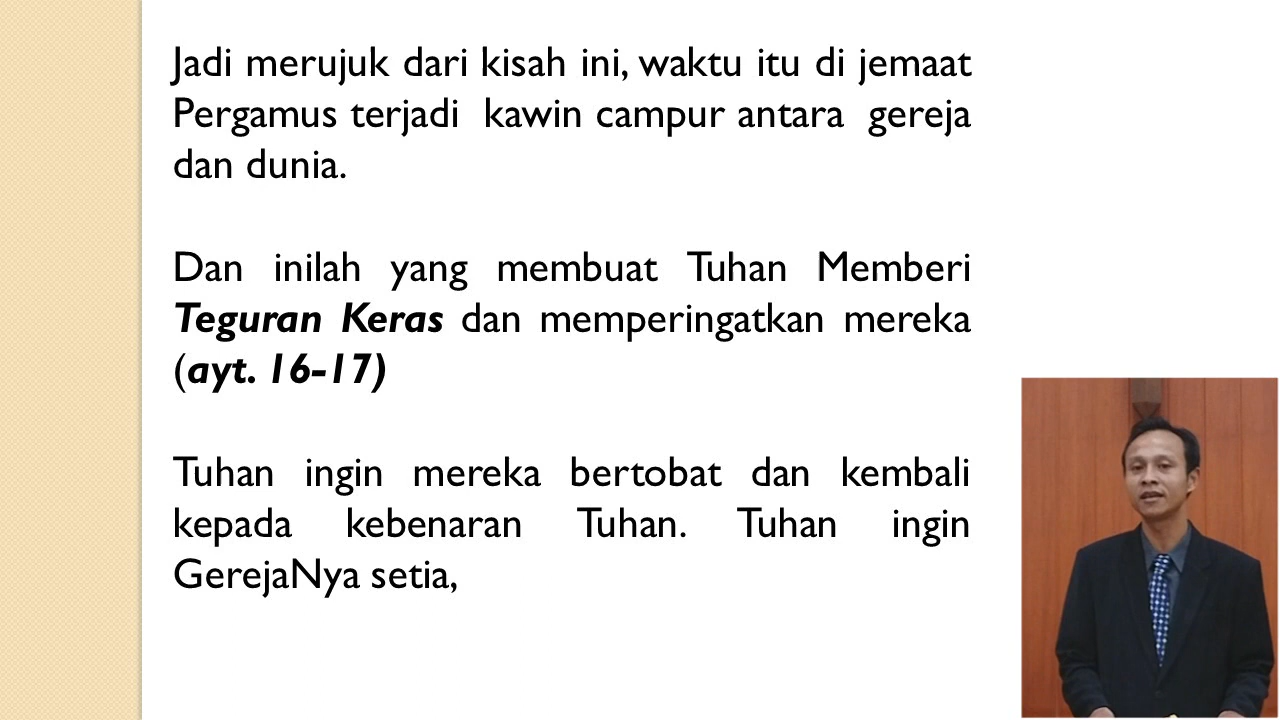 Jadi merujuk dari kisah ini, waktu itu di jemaat
Pergamus terjadi kawin campur antara gereja
dan dunia.
Dan inilah yang membuat Tuhan Memberi
Teguran Keras dan memperingatkan mereka
(ayt. 16-17)
Tuhan ingin mereka bertobat dan kembali
kepada kebenaran Tuhan. Tuhan ingin
GerejaNya setia,